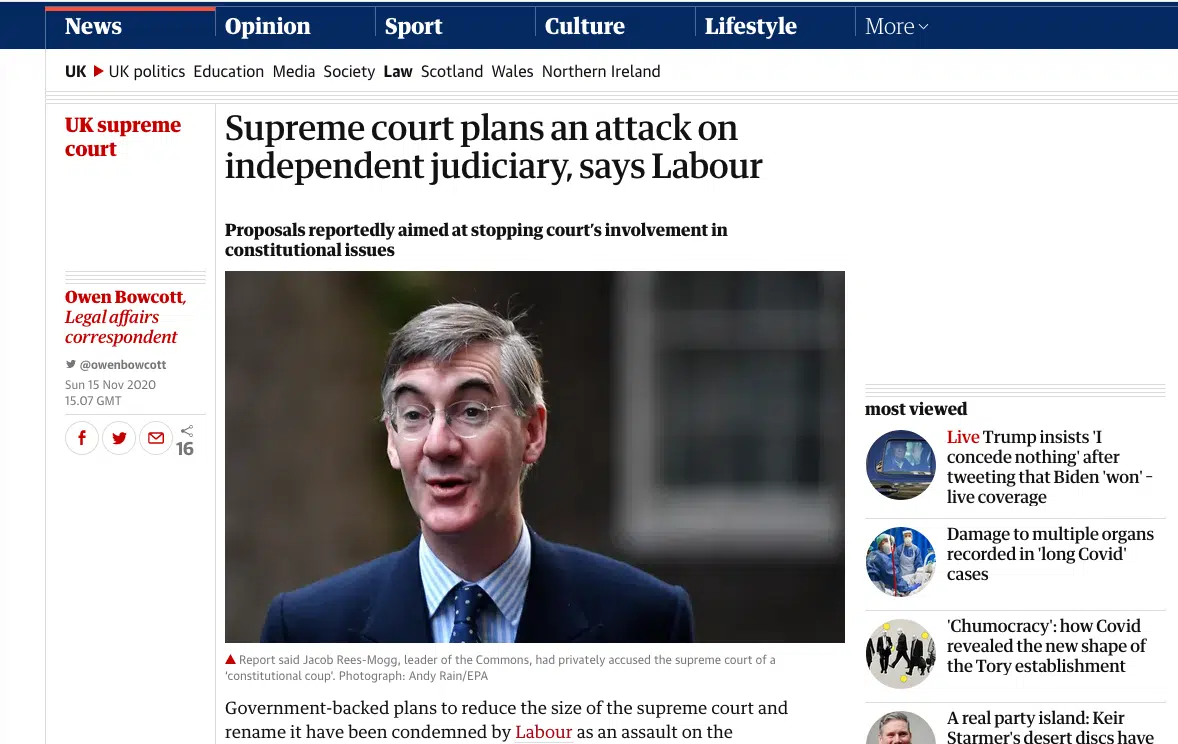 News
Opinion
Sport
Culture
Lifestyle
More
UK
UK politics
Education
Media
Society
Law
Scotland
Wales
Northern Ireland
UK supreme
court
Supreme court plans an attack on
independent judiciary, says Labour
Proposals reportedly aimed at stopping court's involvement in
constitutional issues
Owen Bowcott,
Legal affairs
correspondent
@owenbowcott
Sun 15 Nov 2020
15.07 GMT
16
Report said Jacob Rees-Mogg, leader of the Commons, had privately accused the supreme court of a
'constitutional coup'. Photograph: Andy Rain/EPA
Government-backed plans to reduce the size of the supreme court and
rename it have been condemned by Labour as an assault on the
most viewed
Live Trump insists 'I
concede nothing' after
tweeting that Biden 'won' –
live coverage
Damage to multiple organs
recorded in 'long Covid'
cases
'Chumocracy': how Covid
revealed the new shape of
the Tory establishment
A real party island: Keir
Starmer's desert discs have